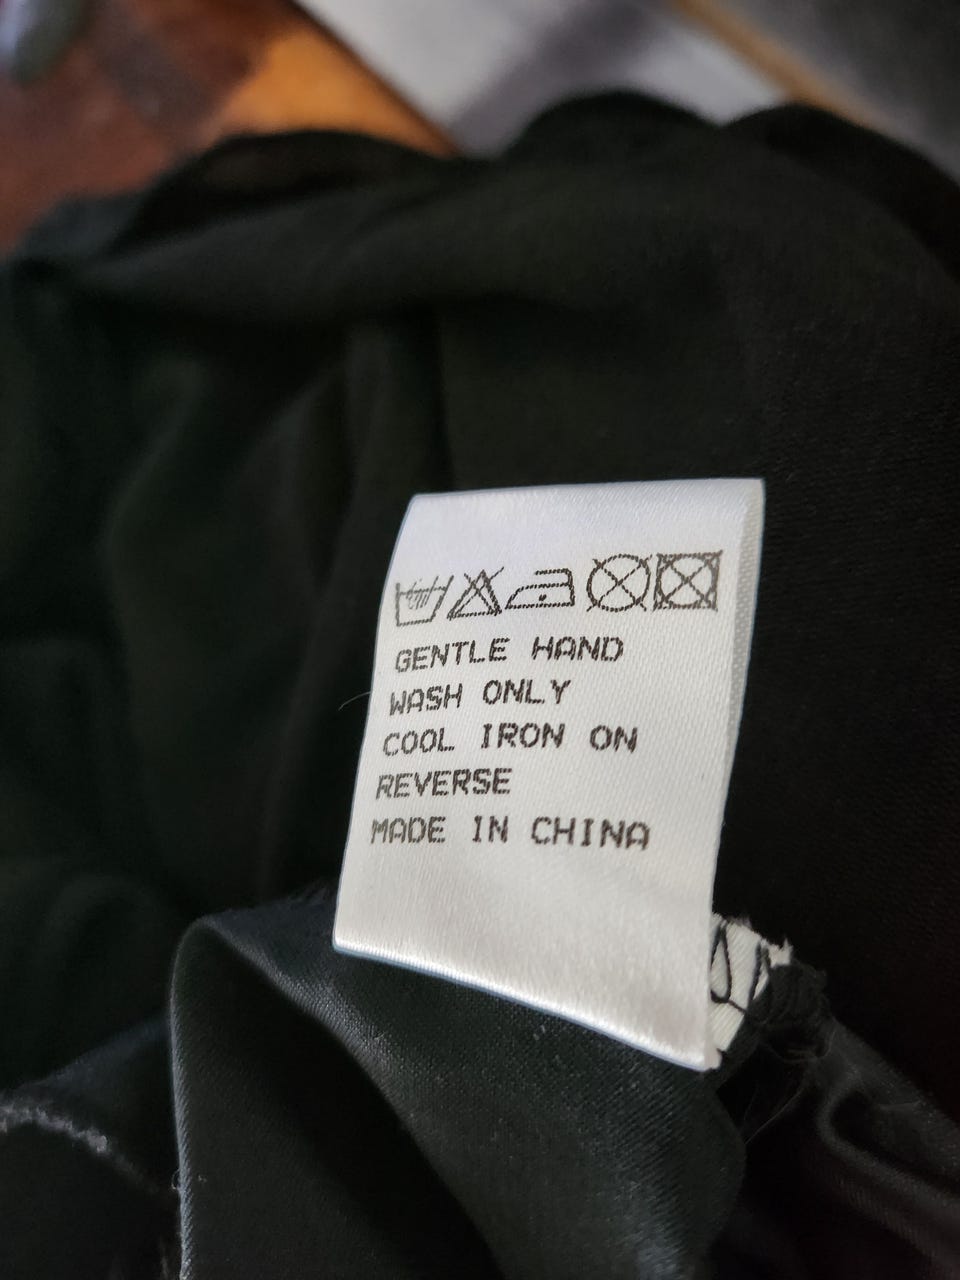 GENTLE HAND
WASH ONLY
COOL IRON ON
REVERSE
MADE IN CHINA